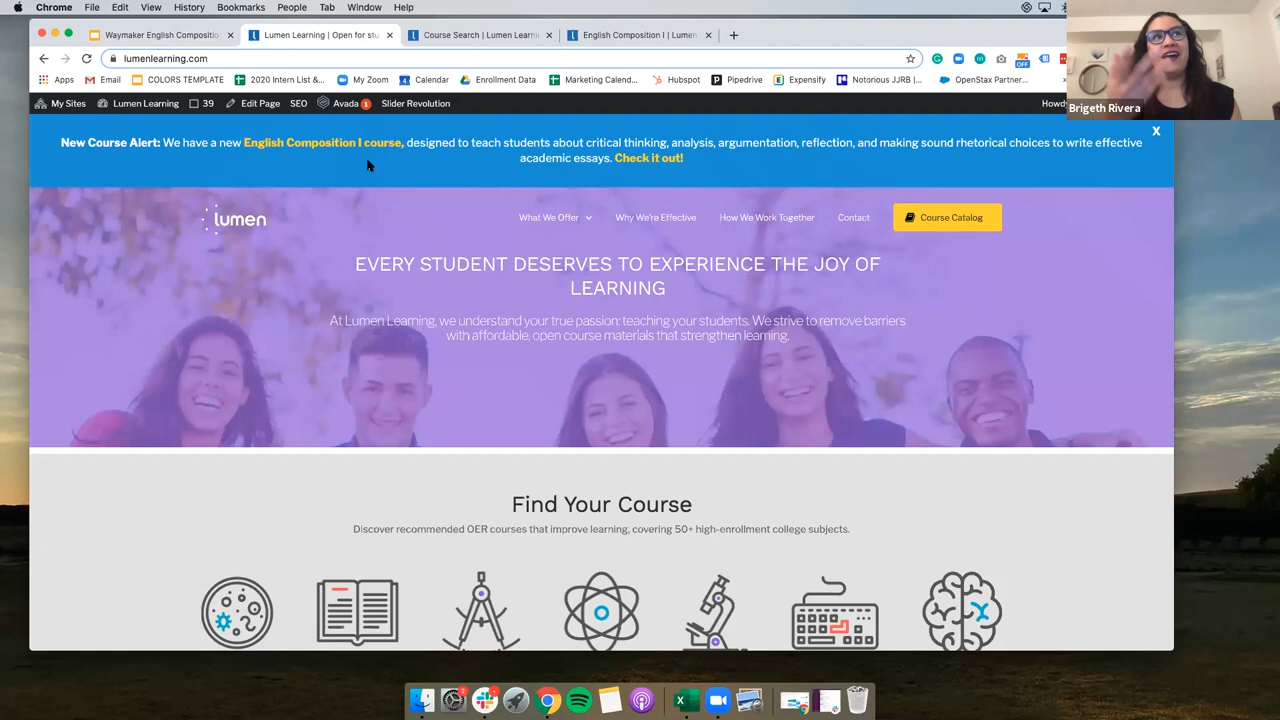 Chrome File Edit View History Bookmarks People Tab Window Help
Waymaker English Compositio
Lumen Learning | Open for stu
Course Search | Lumen Learni
English Composition I | Lumen
lumenlearning.com
OFF
Apps Email COLORS TEMPLATE 2020 Intern List &... My Zoom Calendar Enrollment Data Marketing Calend... Hubspot Pipedrive Expensify Notorious JJRB |... OpenStax Partner...
My Sites Lumen Learning 39 Edit Page SEO Avada 1 Slider Revolution Howdy
Brigeth Rivera
New Course Alert: We have a new English Composition I course, designed to teach students about critical thinking, analysis, argumentation, reflection, and making sound rhetorical choices to write effective
academic essays. Check it out!
X
lumen
What We Offer Why We're Effective How We Work Together Contact Course Catalog
EVERY STUDENT DESERVES TO EXPERIENCE THE JOY OF
LEARNING
At Lumen Learning, we understand your true passion: teaching your students. We strive to remove barriers
with affordable, open course materials that strengthen learning.
Find Your Course
Discover recommended OER courses that improve learning, covering 50+ high-enrollment college subjects.